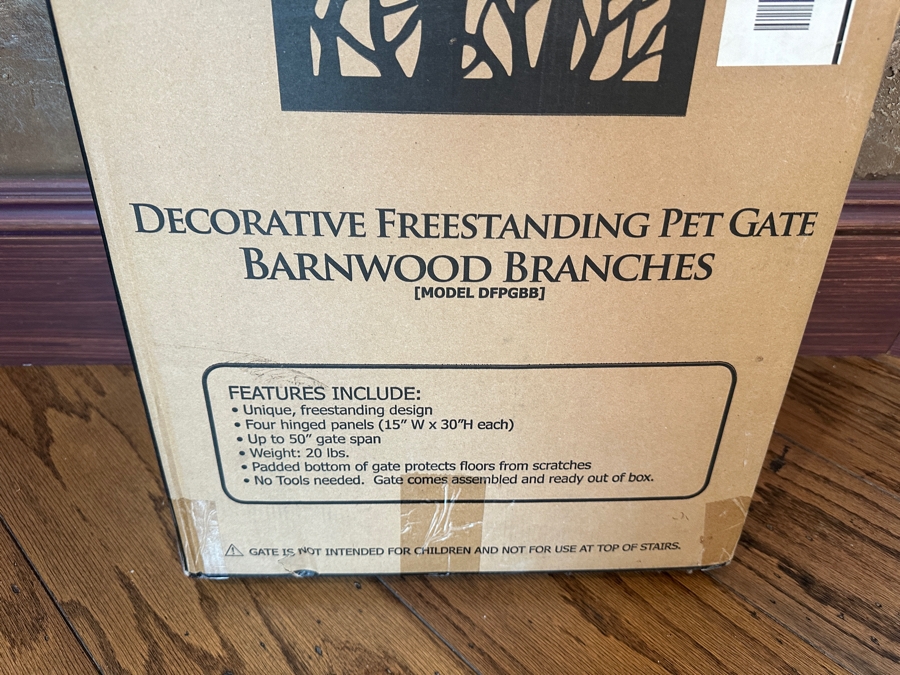 DECORATIVE FREESTANDING PET GATE
BARNWOOD BRANCHES
[MODEL DFPGBB]
FEATURES INCLUDE:
• Unique, freestanding design
• Four hinged panels (15” W x 30”H each)
• Up to 50” gate span
• Weight: 20 lbs.
• Padded bottom of gate protects floors from scratches
• No Tools needed. Gate comes assembled and ready out of box.
⚠ GATE IS NOT INTENDED FOR CHILDREN AND NOT FOR USE AT TOP OF STAIRS.